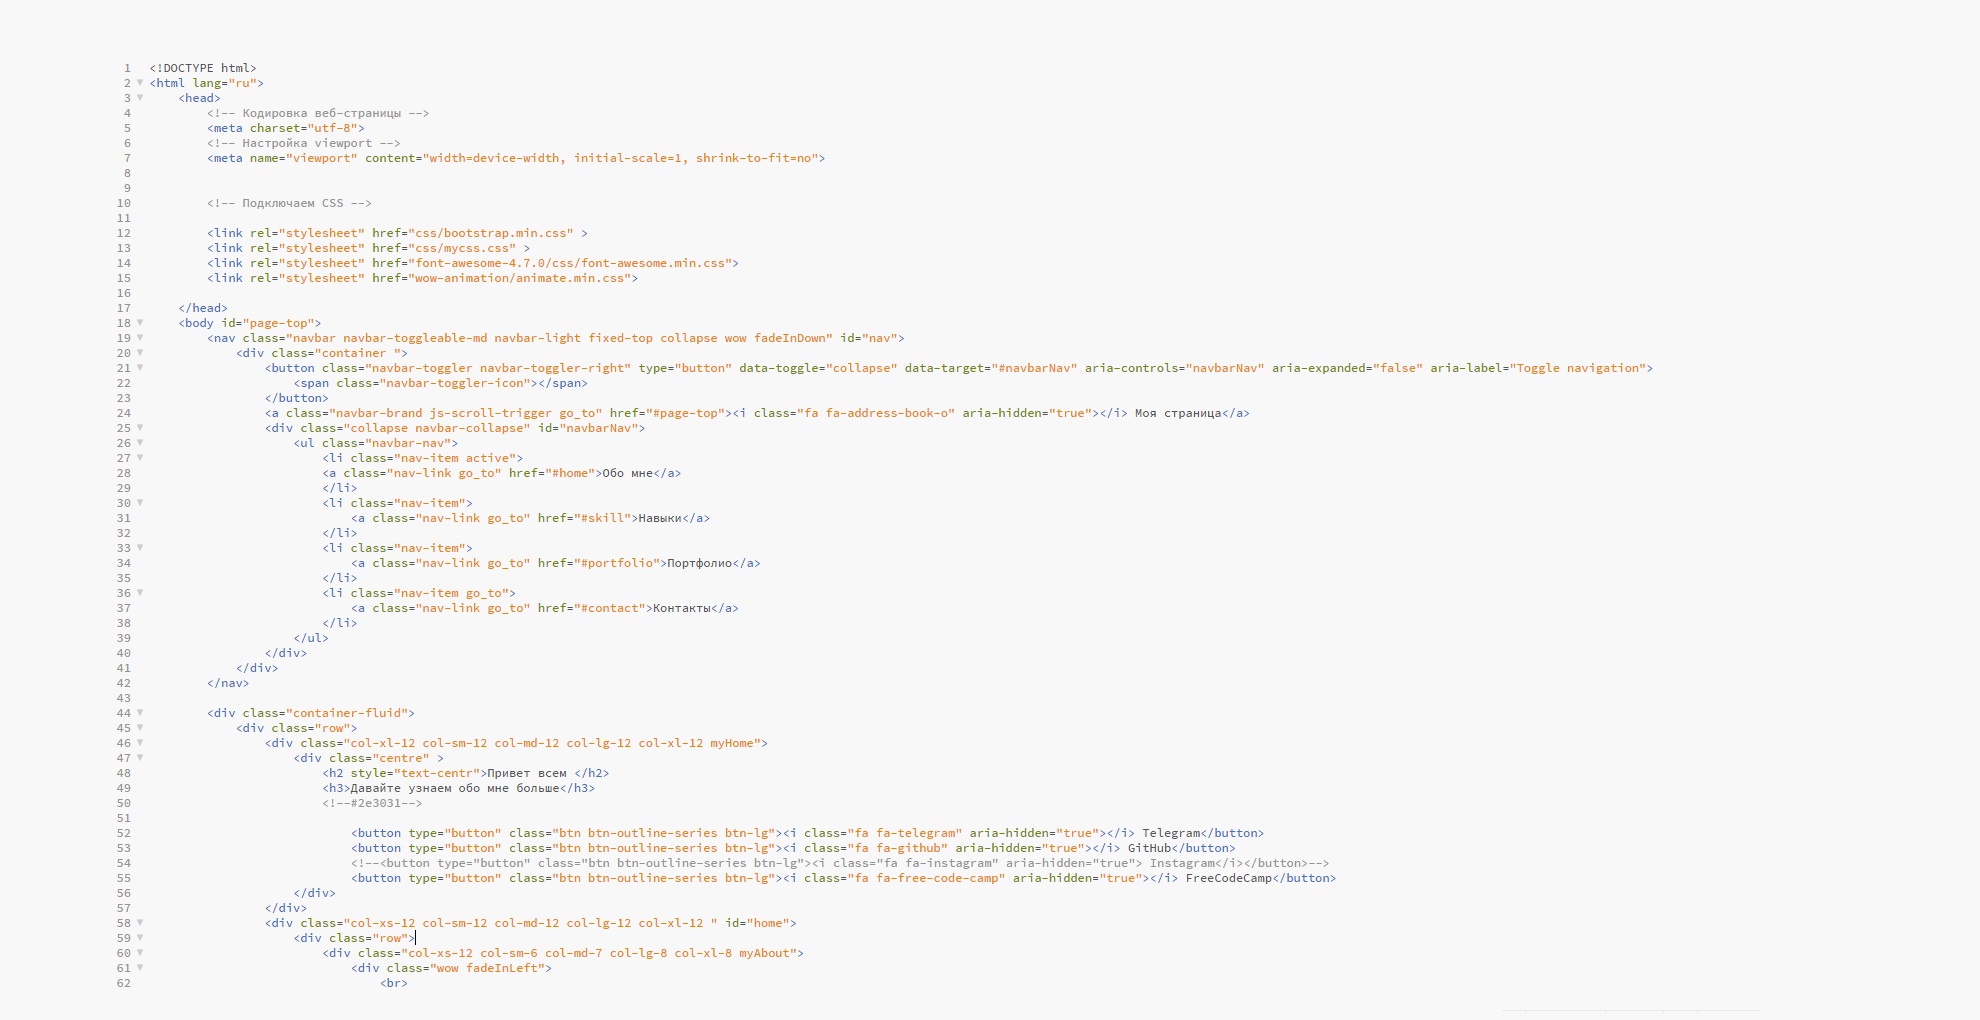 1 <!DOCTYPE html>
2 <html lang="ru">
3 <head>
4 <!-- Кодировка веб-страницы -->
5 <meta charset="utf-8">
6 <!-- Настройка viewport -->
7 <meta name="viewport" content="width=device-width, initial-scale=1, shrink-to-fit=no">
8
9
10 <!-- Подключаем CSS -->
11
12 <link rel="stylesheet" href="css/bootstrap.min.css" >
13 <link rel="stylesheet" href="css/mycss.css" >
14 <link rel="stylesheet" href="font-awesome-4.7.0/css/font-awesome.min.css">
15 <link rel="stylesheet" href="wow-animation/animate.min.css">
16
17 </head>
18 <body id="page-top">
19 <nav class="navbar navbar-toggleable-md navbar-light fixed-top collapse wow fadeInDown" id="nav">
20 <div class="container ">
21 <button class="navbar-toggler navbar-toggler-right" type="button" data-toggle="collapse" data-target="#navbarNav" aria-controls="navbarNav" aria-expanded="false" aria-label="Toggle navigation">
22 <span class="navbar-toggler-icon"></span>
23 </button>
24 <a class="navbar-brand js-scroll-trigger go_to" href="#page-top"><i class="fa fa-address-book-o" aria-hidden="true"></i> Моя страница</a>
25 <div class="collapse navbar-collapse" id="navbarNav">
26 <ul class="navbar-nav">
27 <li class="nav-item active">
28 <a class="nav-link go_to" href="#home">Обо мне</a>
29 </li>
30 <li class="nav-item">
31 <a class="nav-link go_to" href="#skill">Навыки</a>
32 </li>
33 <li class="nav-item">
34 <a class="nav-link go_to" href="#portfolio">Портфолио</a>
35 </li>
36 <li class="nav-item go_to">
37 <a class="nav-link go_to" href="#contact">Контакты</a>
38 </li>
39 </ul>
40 </div>
41 </div>
42 </nav>
43
44 <div class="container-fluid">
45 <div class="row">
46 <div class="col-xl-12 col-sm-12 col-md-12 col-lg-12 col-xl-12 myHome">
47 <div class="centre" >
48 <h2 style="text-centr">Привет всем </h2>
49 <h3>Давайте узнаем обо мне больше</h3>
50 <!--#2e3031-->
51
52 <button type="button" class="btn btn-outline-series btn-lg"><i class="fa fa-telegram" aria-hidden="true"></i> Telegram</button>
53 <button type="button" class="btn btn-outline-series btn-lg"><i class="fa fa-github" aria-hidden="true"></i> GitHub</button>
54 <!--<button type="button" class="btn btn-outline-series btn-lg"><i class="fa fa-instagram" aria-hidden="true"> Instagram</i></button>-->
55 <button type="button" class="btn btn-outline-series btn-lg"><i class="fa fa-free-code-camp" aria-hidden="true"></i> FreeCodeCamp</button>
56 </div>
57 </div>
58 <div class="col-xs-12 col-sm-12 col-md-12 col-lg-12 col-xl-12 " id="home">
59 <div class="row">
60 <div class="col-xs-12 col-sm-6 col-md-7 col-lg-8 col-xl-8 myAbout">
61 <div class="wow fadeInLeft">
62 <br>